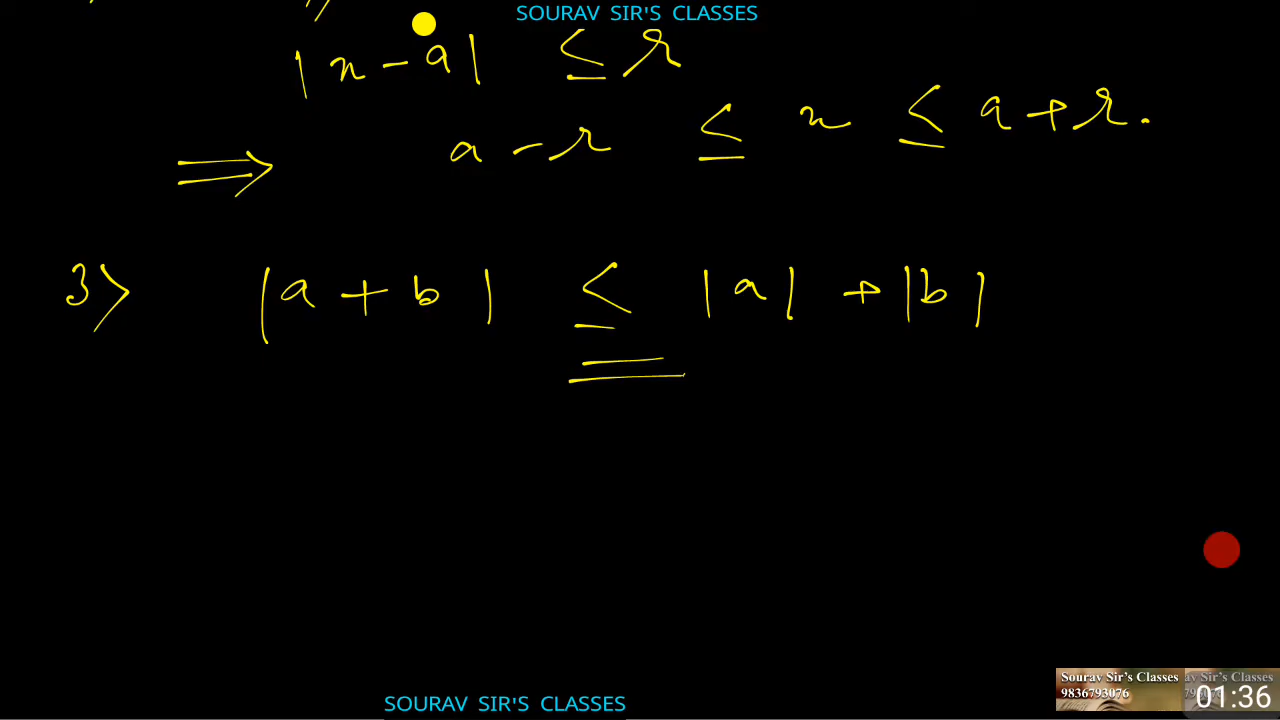 SOURAV SIR'S CLASSES
|x - a| ≤ r
⟹ a - r ≤ x ≤ a + r.
3> |a + b| ≤ |a| + |b|
Sourav Sir's Classes
9836793076
01:36
SOURAV SIR'S CLASSES